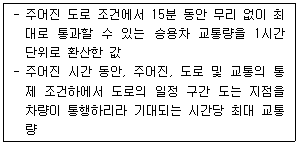 - 주어진 도로 조건에서 15분 동안 무리 없이 최
대로 통과할 수 있는 승용차 교통량을 1시간
단위로 환산한 값
- 주어진 시간 동안, 주어진, 도로 및 교통의 통
제 조건하에서 도로의 일정 구간 도는 지점을
차량이 통행하리라 기대되는 시간당 최대 교통
량